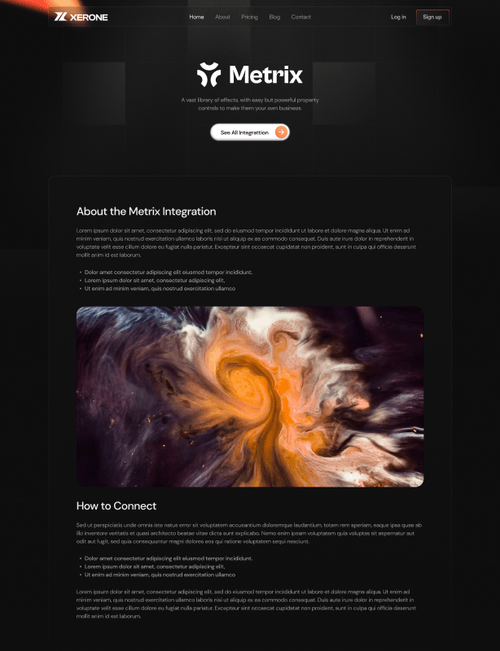 XERONE
Home About Pricing Blog Contact
Log in Sign up
Metrix
A vast library of effects, with easy but powerful property
controls to make them your own business.
See All Integrattion
About the Metrix Integration
Lorem ipsum dolor sit amet, consectetur adipiscing elit, sed do eiusmod tempor incididunt ut labore et dolore magna aliqua. Ut enim ad
minim veniam, quis nostrud exercitation ullamco laboris nisi ut aliquip ex ea commodo consequat. Duis aute irure dolor in reprehenderit in
voluptate velit esse cillum dolore eu fugiat nulla pariatur. Excepteur sint occaecat cupidatat non proident, sunt in culpa qui officia deserunt
mollit anim id est laborum.
• Dolor amet consectetur adipiscing elit eiusmod tempor incididunt.
• Lorem ipsum dolor sit amet, consectetur adipiscing elit,
• Ut enim ad minim veniam, quis nostrud exercitation ullamco
How to Connect
Sed ut perspiciatis unde omnis iste natus error sit voluptatem accusantium doloremque laudantium, totam rem aperiam, eaque ipsa quae ab
illo inventore veritatis et quasi architecto beatae vitae dicta sunt explicabo. Nemo enim ipsam voluptatem quia voluptas sit aspernatur aut
odit aut fugit, sed quia consequuntur magni dolores eos qui ratione voluptatem sequi nesciunt.
• Dolor amet consectetur adipiscing elit eiusmod tempor incididunt.
• Lorem ipsum dolor sit amet, consectetur adipiscing elit,
• Ut enim ad minim veniam, quis nostrud exercitation ullamco
Lorem ipsum dolor sit amet, consectetur adipiscing elit, sed do eiusmod tempor incididunt ut labore et dolore magna aliqua. Ut enim ad
minim veniam, quis nostrud exercitation ullamco laboris nisi ut aliquip ex ea commodo consequat. Duis aute irure dolor in reprehenderit in
voluptate velit esse cillum dolore eu fugiat nulla pariatur. Excepteur sint occaecat cupidatat non proident, sunt in culpa qui officia deserunt
mollit anim id est laborum.